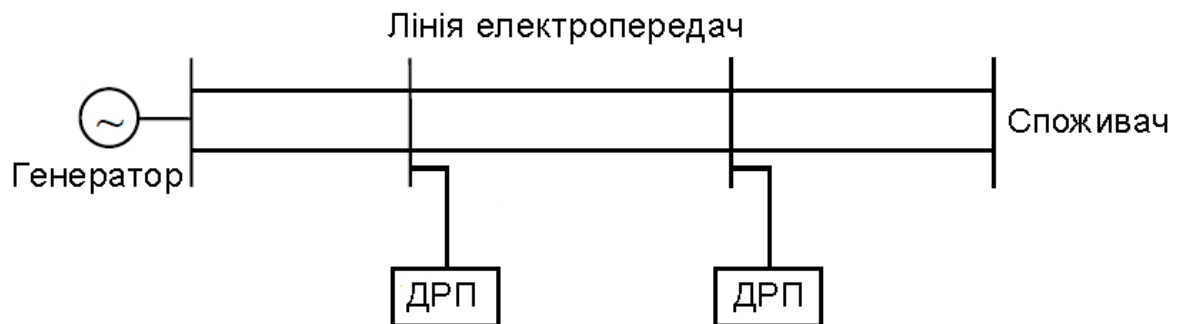 Лінія електропередач
~
Генератор
Споживач
ДРП
ДРП